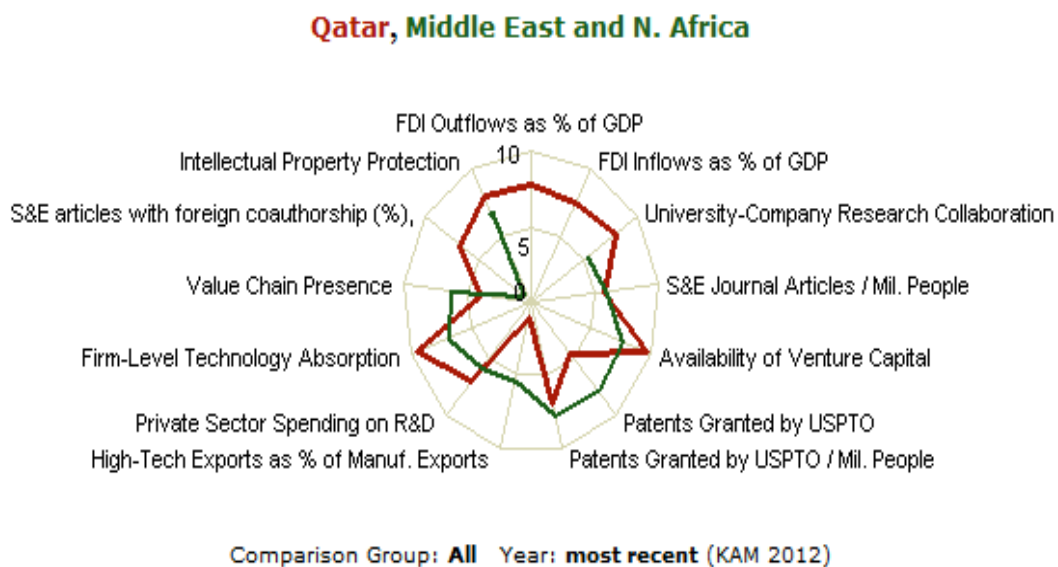 Qatar, Middle East and N. Africa
FDI Outflows as % of GDP
10
Intellectual Property Protection
FDI Inflows as % of GDP
S&E articles with foreign coauthorship (%),
University-Company Research Collaboration
5
Value Chain Presence
0
S&E Journal Articles / Mil. People
Firm-Level Technology Absorption
Availability of Venture Capital
Private Sector Spending on R&D
Patents Granted by USPTO
High-Tech Exports as % of Manuf. Exports
Patents Granted by USPTO / Mil. People
Comparison Group: All Year: most recent (KAM 2012)